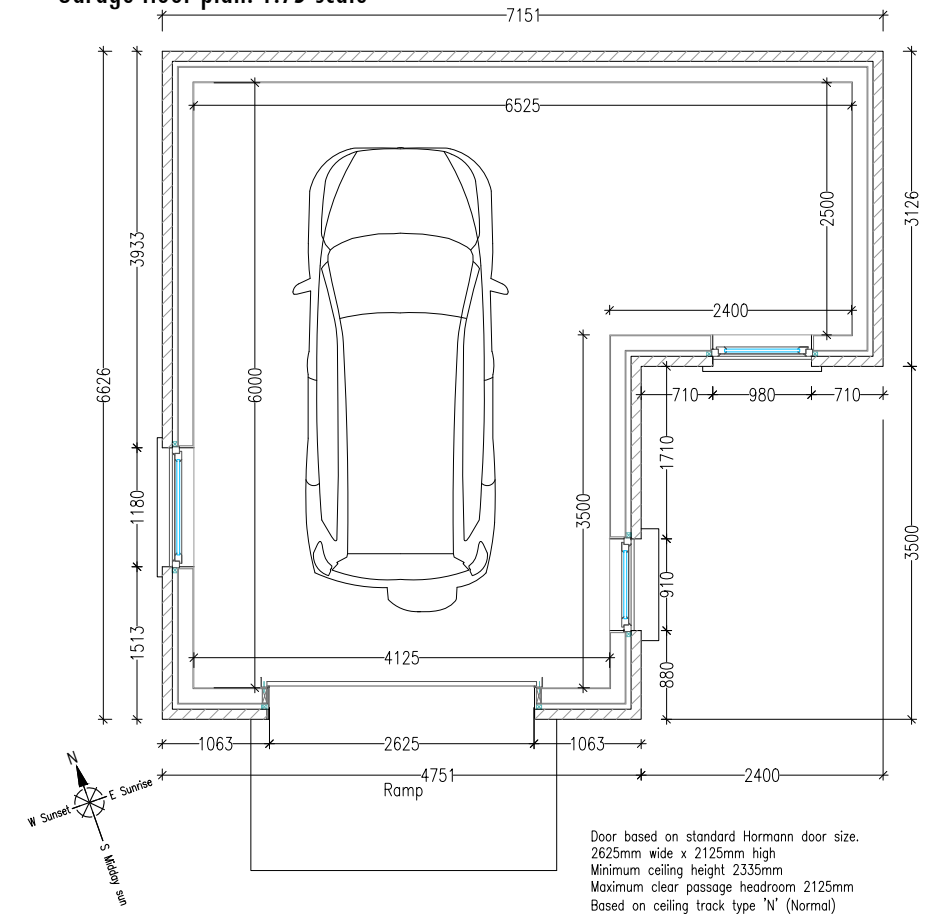 Garage floor plan: 1:75 scale
7151
6525
6000
2500
3126
3933
2400
6626
710
980
710
1710
1180
3500
3500
910
1513
4125
880
1063
2625
1063
4751
2400
Ramp
N
E Sunrise
W Sunset
S Midday sun
Door based on standard Hormann door size.
2625mm wide x 2125mm high
Minimum ceiling height 2335mm
Maximum clear passage headroom 2125mm
Based on ceiling track type 'N' (Normal)